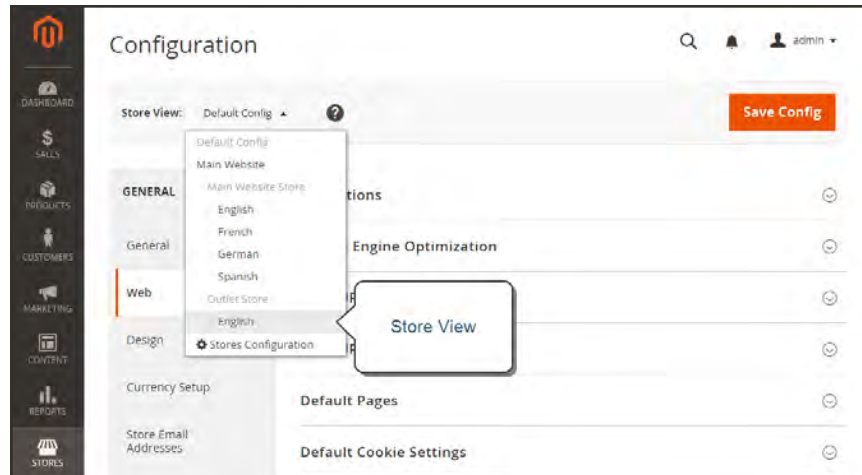 Configuration
admin
DASHBOARD
Store View: Default Config
Save Config
SALES
Default Config
Main Website
GENERAL
Main Website Store
tions
PRODUCTS
English
French
General
Engine Optimization
German
CUSTOMERS
Spanish
Web
Outlet Store
MARKETING
English
Store View
Design
Stores Configuration
CONTENT
Currency Setup
Default Pages
REPORTS
Store Email
Addresses
Default Cookie Settings
STORES